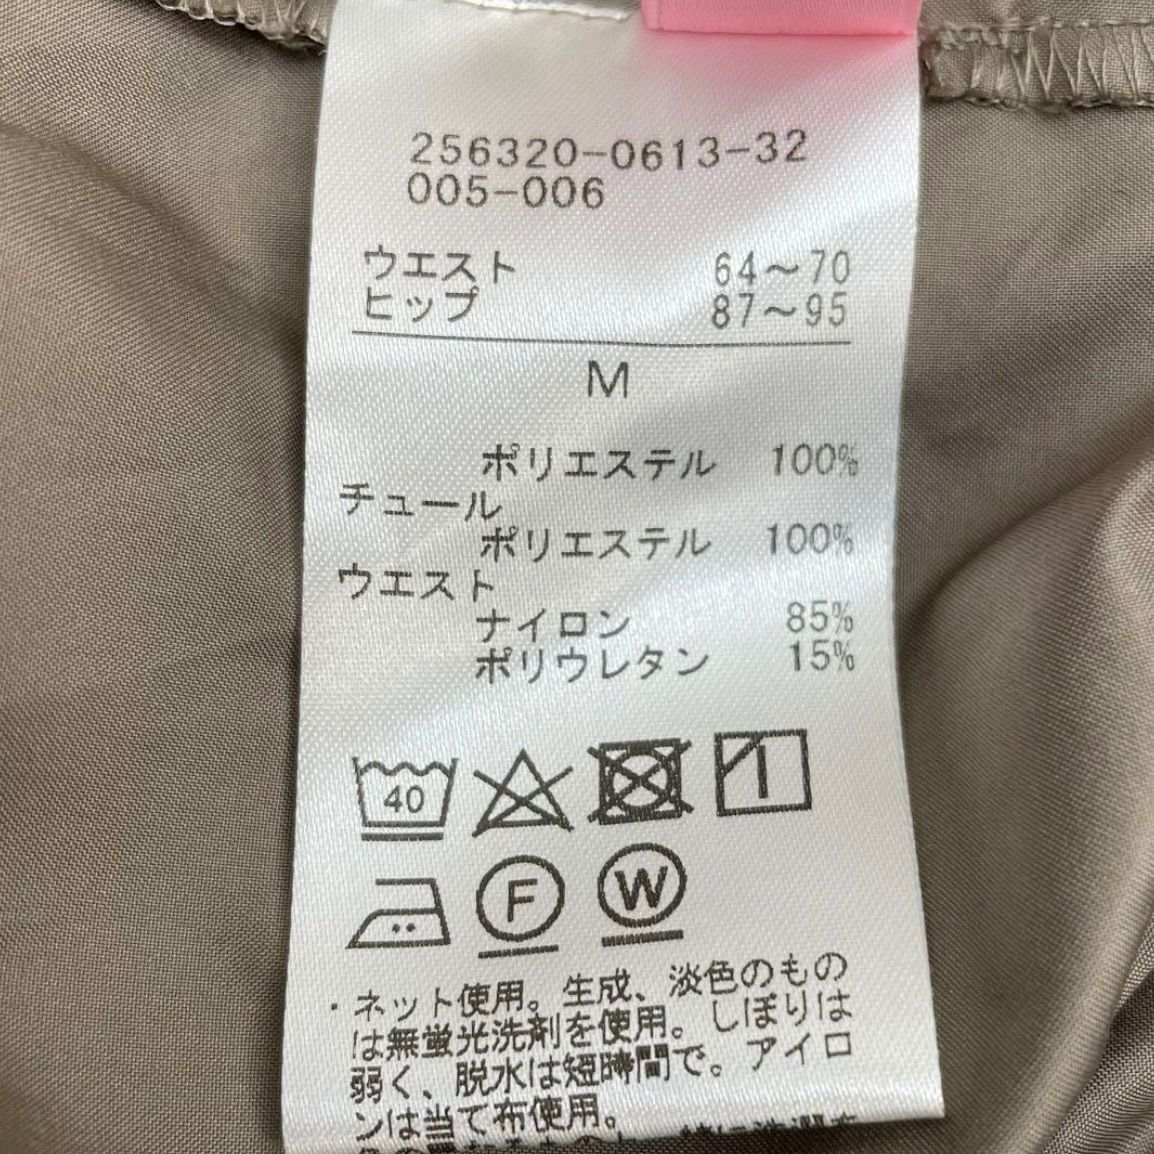 256320-0613-32
005-006
ウエスト 64～70
ヒップ 87～95
M
ポリエステル 100%
チュール
ポリエステル 100%
ウエスト
ナイロン 85%
ポリウレタン 15%
40
F W
・ネット使用。生成、淡色のもの
は無蛍光洗剤を使用。しぼりは
弱く、脱水は短時間で。アイロ
ンは当て布使用。